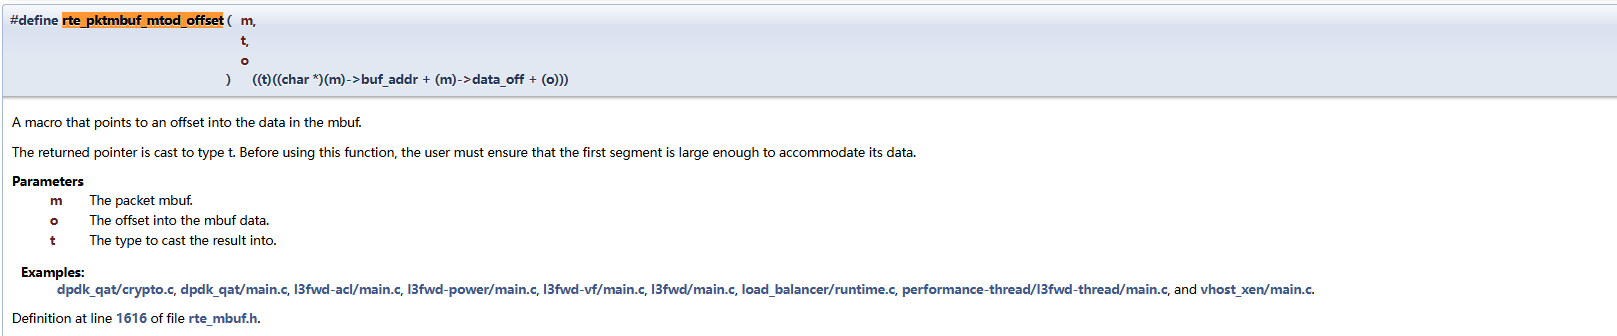 #define rte_pktmbuf_mtod_offset ( m,
t,
o
) ((t)((char *)(m)->buf_addr + (m)->data_off + (o)))
A macro that points to an offset into the data in the mbuf.
The returned pointer is cast to type t. Before using this function, the user must ensure that the first segment is large enough to accommodate its data.
Parameters
m The packet mbuf.
o The offset into the mbuf data.
t The type to cast the result into.
Examples:
dpdk_qat/crypto.c, dpdk_qat/main.c, l3fwd-acl/main.c, l3fwd-power/main.c, l3fwd-vf/main.c, l3fwd/main.c, load_balancer/runtime.c, performance-thread/l3fwd-thread/main.c, and vhost_xen/main.c.
Definition at line 1616 of file rte_mbuf.h.